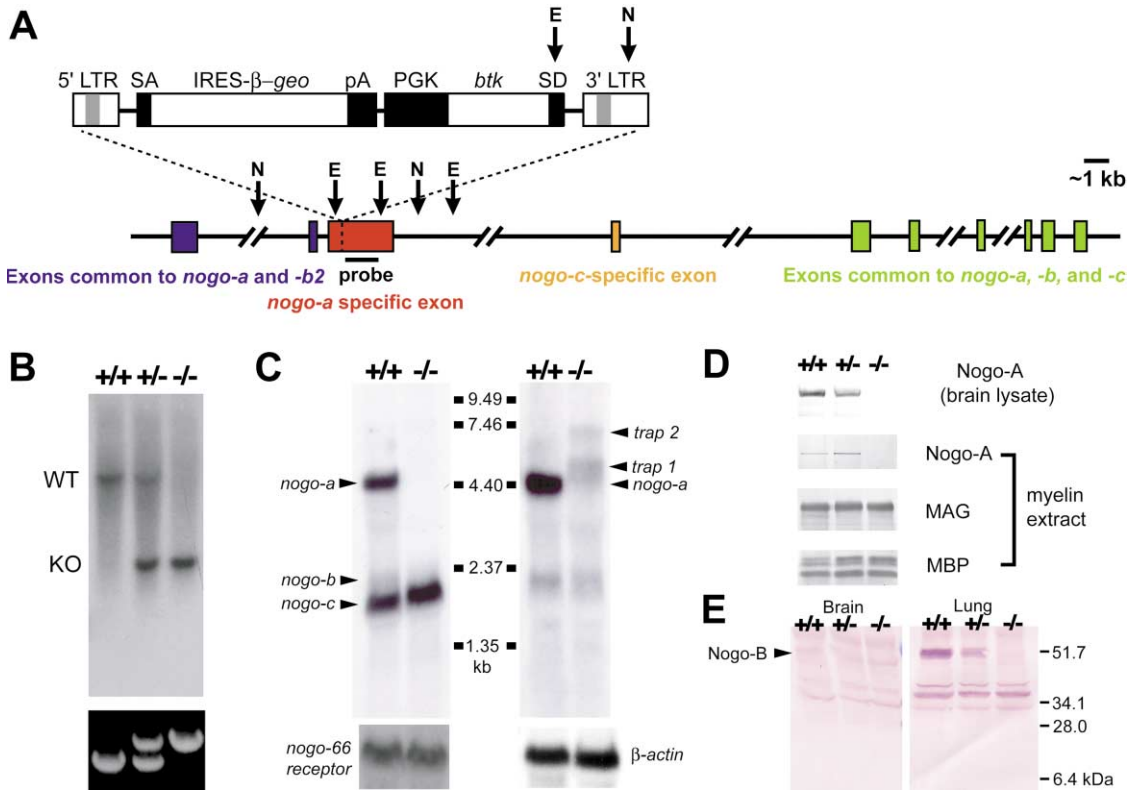 A
E N
5' LTR SA IRES-β–geo pA PGK btk SD 3' LTR
N E E N E
~1 kb
Exons common to nogo-a and -b2
probe
nogo-a specific exon
nogo-c-specific exon
Exons common to nogo-a, -b, and -c
B
+/+ +/- -/-
WT
KO
C
+/+ -/-
nogo-a
nogo-b
nogo-c
9.49
7.46
4.40
2.37
1.35
kb
+/+ -/-
trap 2
trap 1
nogo-a
nogo-66
receptor
β-actin
D
+/+ +/- -/-
Nogo-A
(brain lysate)
Nogo-A
MAG
MBP
myelin
extract
E
Brain
+/+ +/- -/-
Lung
+/+ +/- -/-
Nogo-B
51.7
34.1
28.0
6.4 kDa